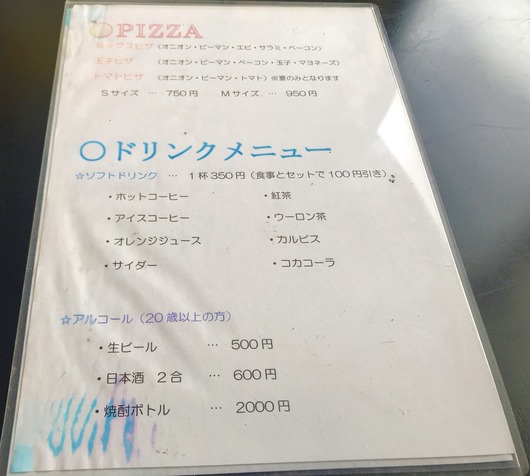 〇PIZZA
ミックスピザ (オニオン・ピーマン・エビ・サラミ・ベーコン)
玉子ピザ (オニオン・ピーマン・ベーコン・玉子・マヨネーズ)
トマトピザ (オニオン・ピーマン・トマト) ※夏のみとなります
Sサイズ … 750円 Mサイズ … 950円
〇ドリンクメニュー
☆ソフトドリンク … 1杯350円(食事とセットで100円引き)
・ホットコーヒー ・紅茶
・アイスコーヒー ・ウーロン茶
・オレンジジュース ・カルピス
・サイダー ・コカコーラ
☆アルコール(20歳以上の方)
・生ビール … 500円
・日本酒 2合 … 600円
・焼酎ボトル … 2000円